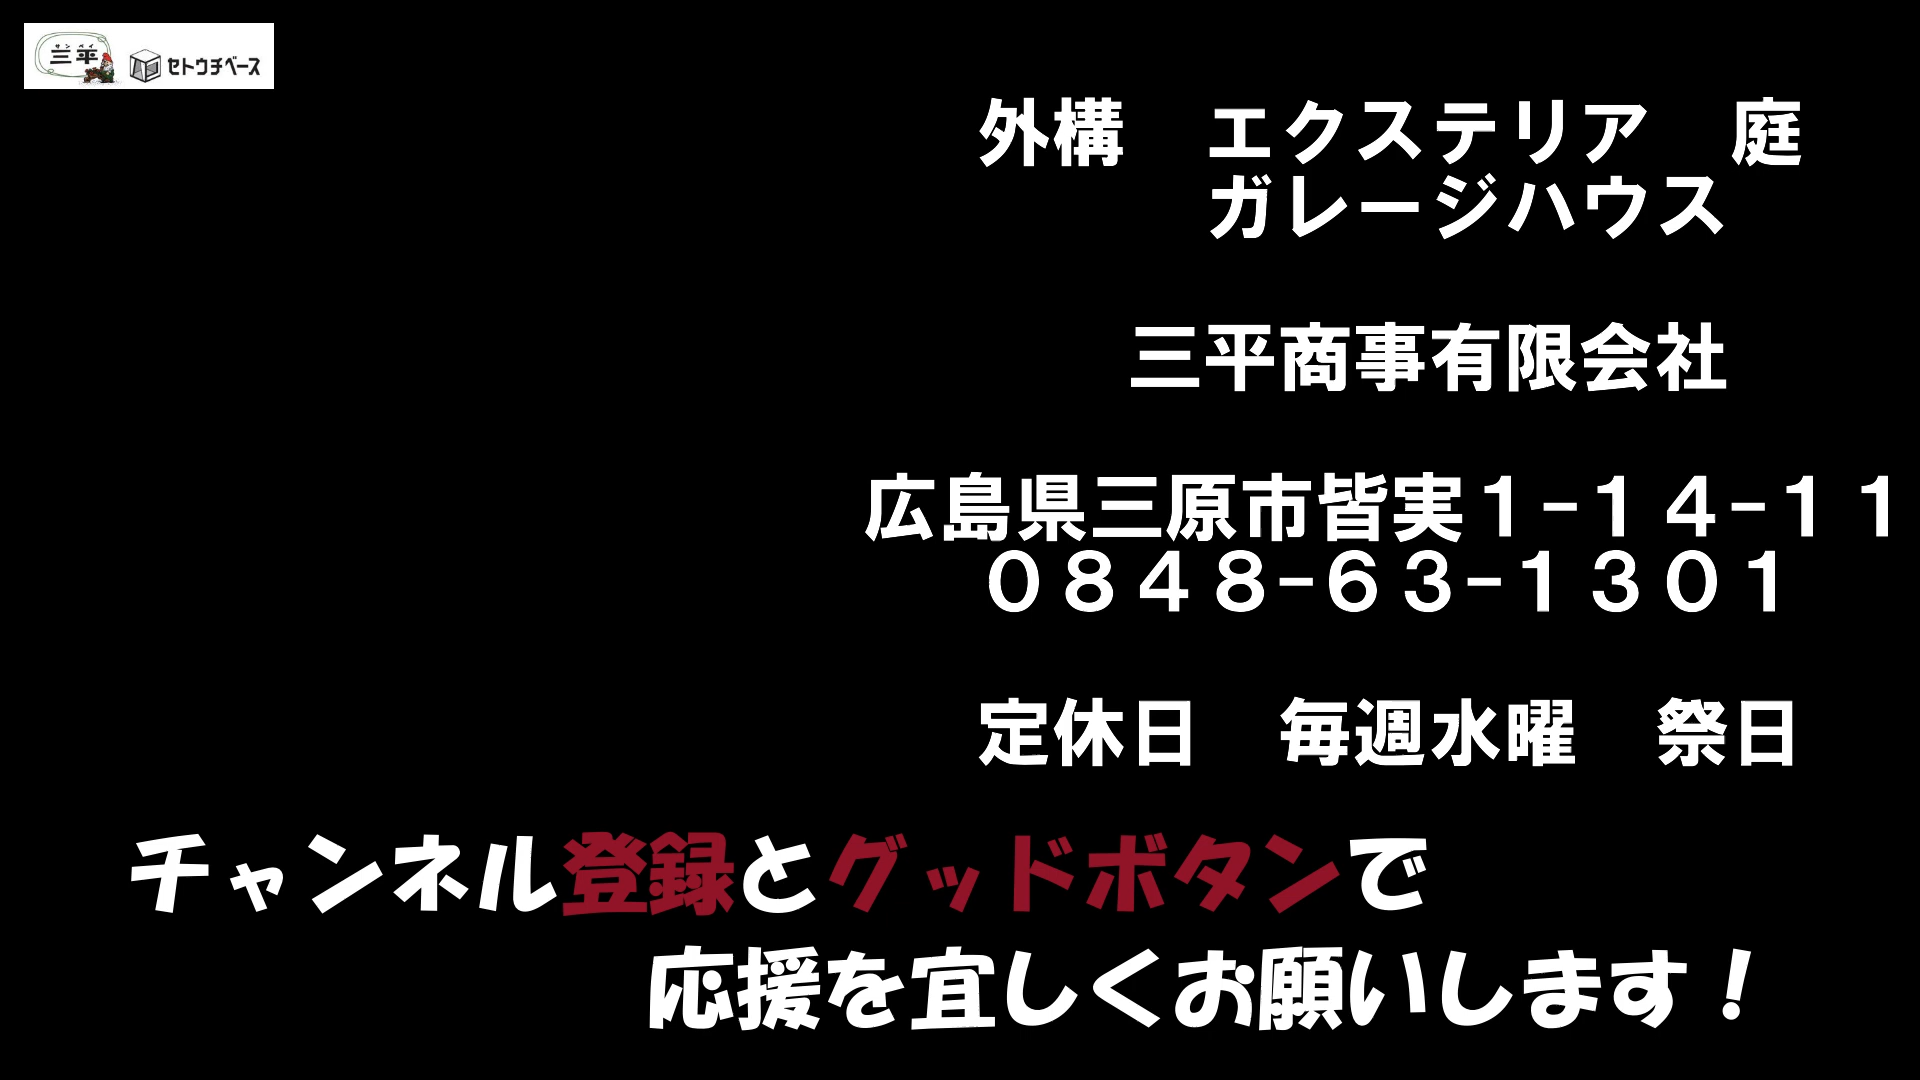 サンペイ
三平
セトウチベース
外構　エクステリア　庭
ガレージハウス
三平商事有限会社
広島県三原市皆実１−１４−１１
０８４８−６３−１３０１
定休日　毎週水曜　祭日
チャンネル登録とグッドボタンで
応援を宜しくお願いします！